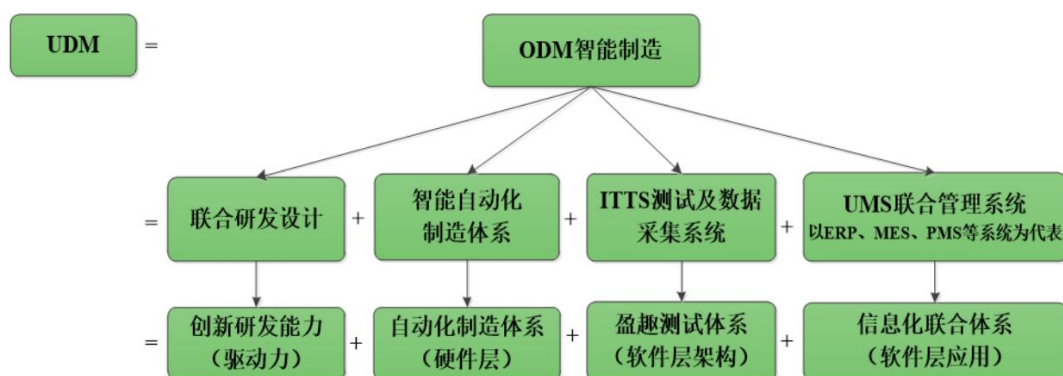 UDM
=
ODM智能制造
=
联合研发设计
+
智能自动化
制造体系
+
ITTS测试及数据
采集系统
+
UMS联合管理系统
以ERP、MES、PMS等系统为代表
=
创新研发能力
（驱动力）
+
自动化制造体系
（硬件层）
+
盈趣测试体系
（软件层架构）
+
信息化联合体系
（软件层应用）